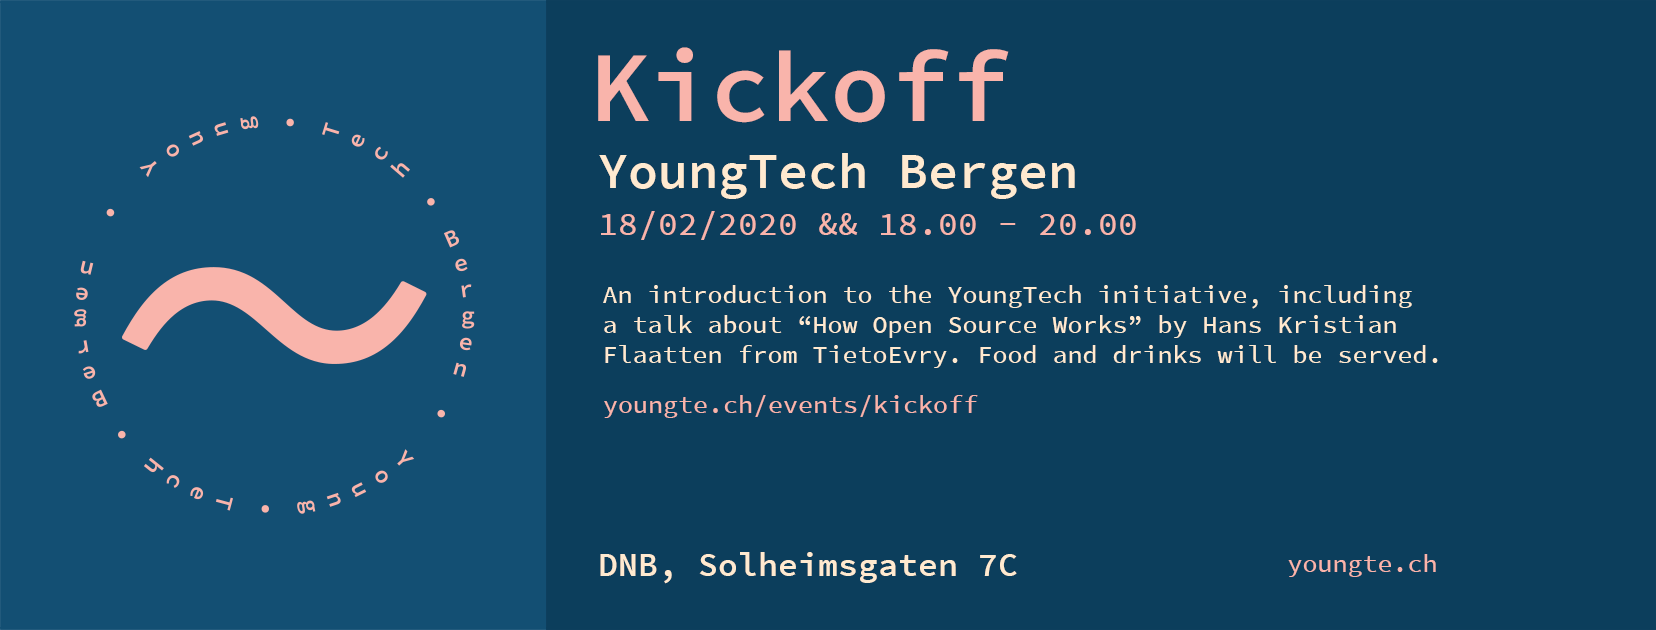 Young • Tech • Bergen • Young • Tech • Bergen •
Kickoff
YoungTech Bergen
18/02/2020 && 18.00 - 20.00
An introduction to the YoungTech initiative, including
a talk about “How Open Source Works” by Hans Kristian
Flaatten from TietoEvry. Food and drinks will be served.
youngte.ch/events/kickoff
DNB, Solheimsgaten 7C
youngte.ch